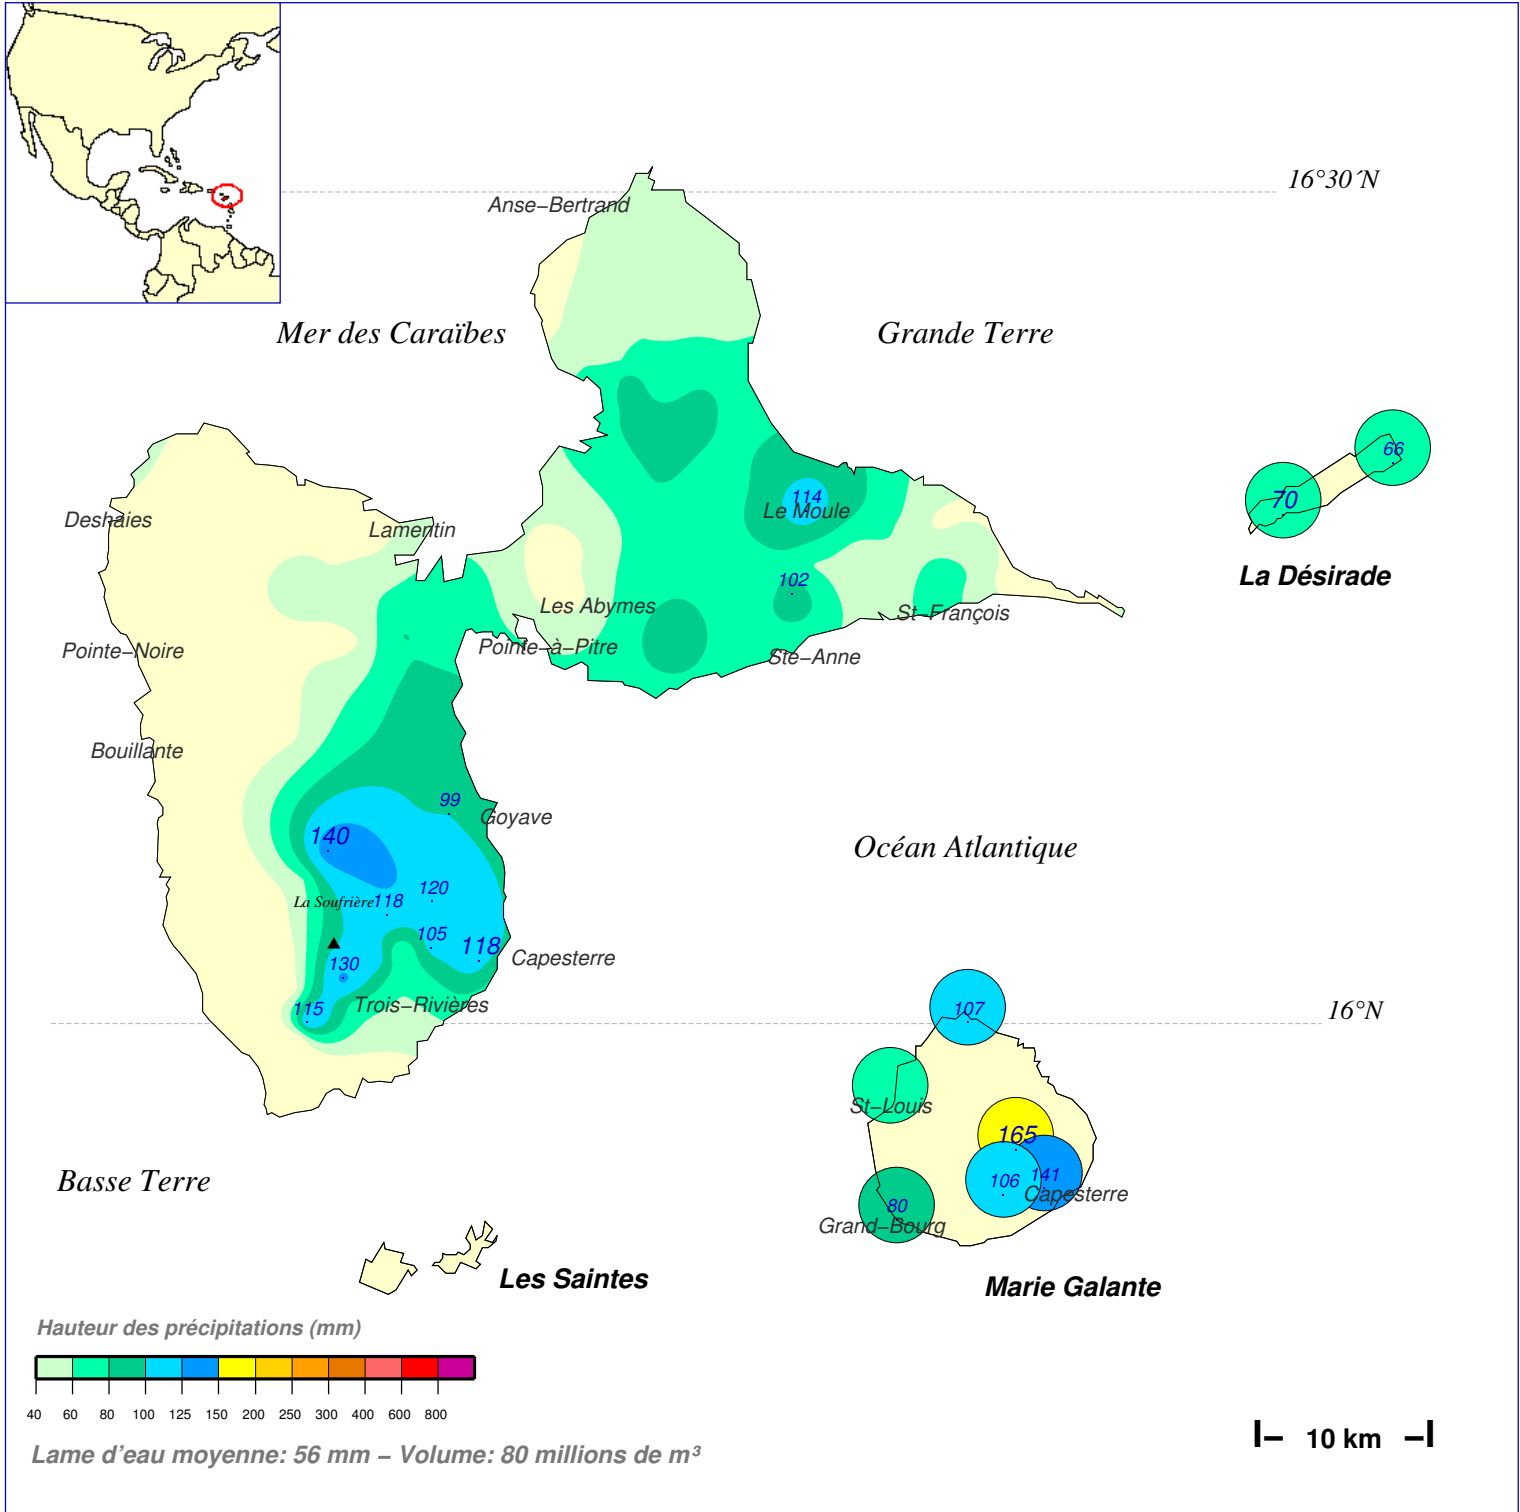 16°30´N
Anse−Bertrand
Mer des Caraïbes
Grande Terre
66
70
114
Le Moule
Deshaies
Lamentin
La Désirade
102
Les Abymes
St−François
Pointe−Noire
Pointe−à−Pitre
Ste−Anne
Bouillante
99
Goyave
140
Océan Atlantique
120
La Soufrière
118
105
118
Capesterre
130
Trois−Rivières
115
107
16°N
St−Louis
165
106
141
Capesterre
Basse Terre
80
Grand−Bourg
Les Saintes
Marie Galante
Hauteur des précipitations (mm)
40 60 80 100 125 150 200 250 300 400 600 800
10 km
Lame d'eau moyenne: 56 mm − Volume: 80 millions de m³